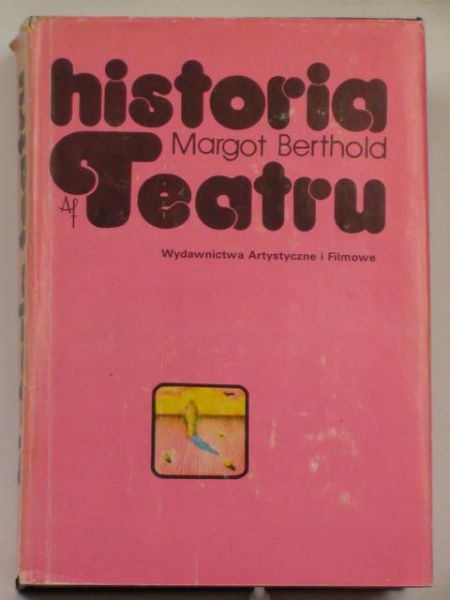 historia
Margot Berthold
Teatru
Wydawnictwa Artystyczne i Filmowe